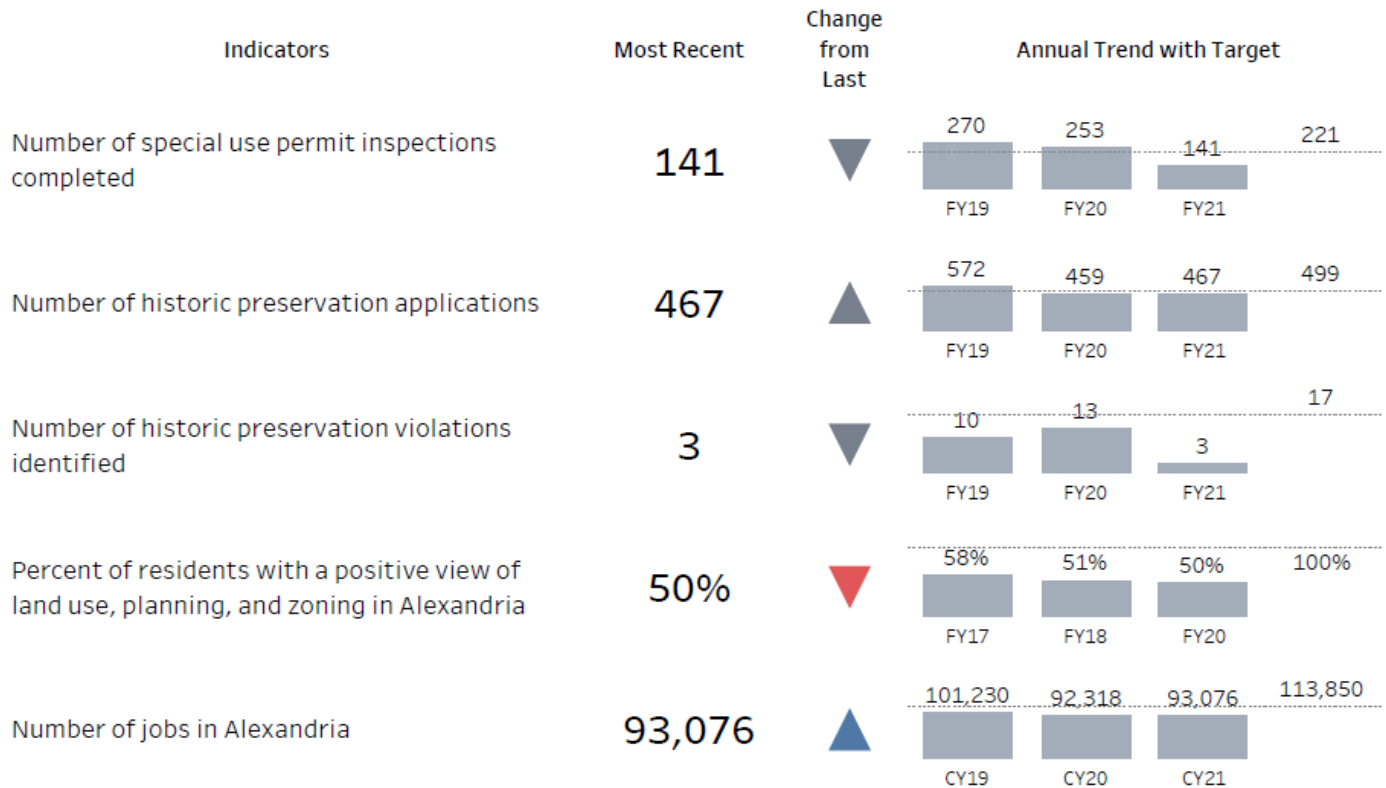 Indicators
Most Recent
Change
from
Last
Annual Trend with Target
Number of special use permit inspections
completed
141
270
253
141
221
FY19
FY20
FY21
Number of historic preservation applications
467
572
459
467
499
FY19
FY20
FY21
Number of historic preservation violations
identified
3
10
13
3
17
FY19
FY20
FY21
Percent of residents with a positive view of
land use, planning, and zoning in Alexandria
50%
58%
51%
50%
100%
FY17
FY18
FY20
Number of jobs in Alexandria
93,076
101,230
92,318
93,076
113,850
CY19
CY20
CY21